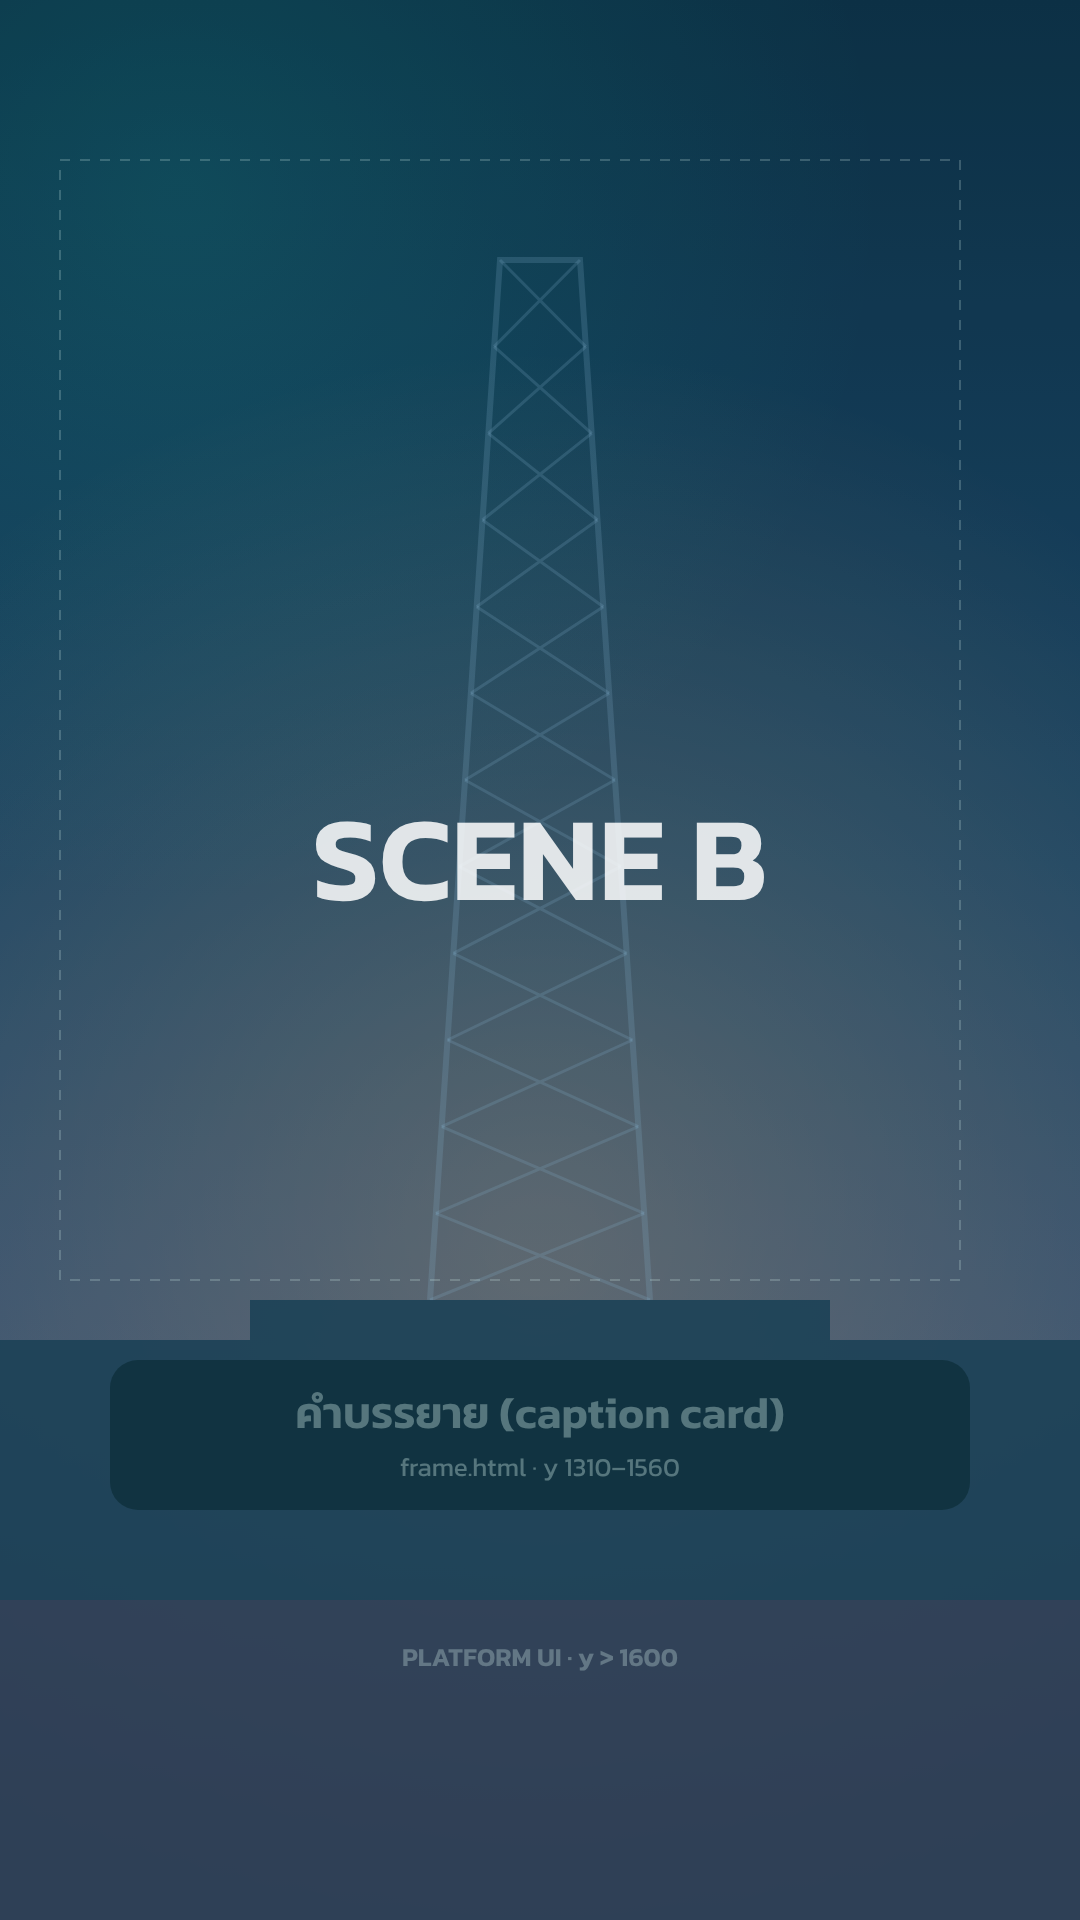 SCENE B
คำบรรยาย (caption card)
frame.html · y 1310–1560
PLATFORM UI · y > 1600